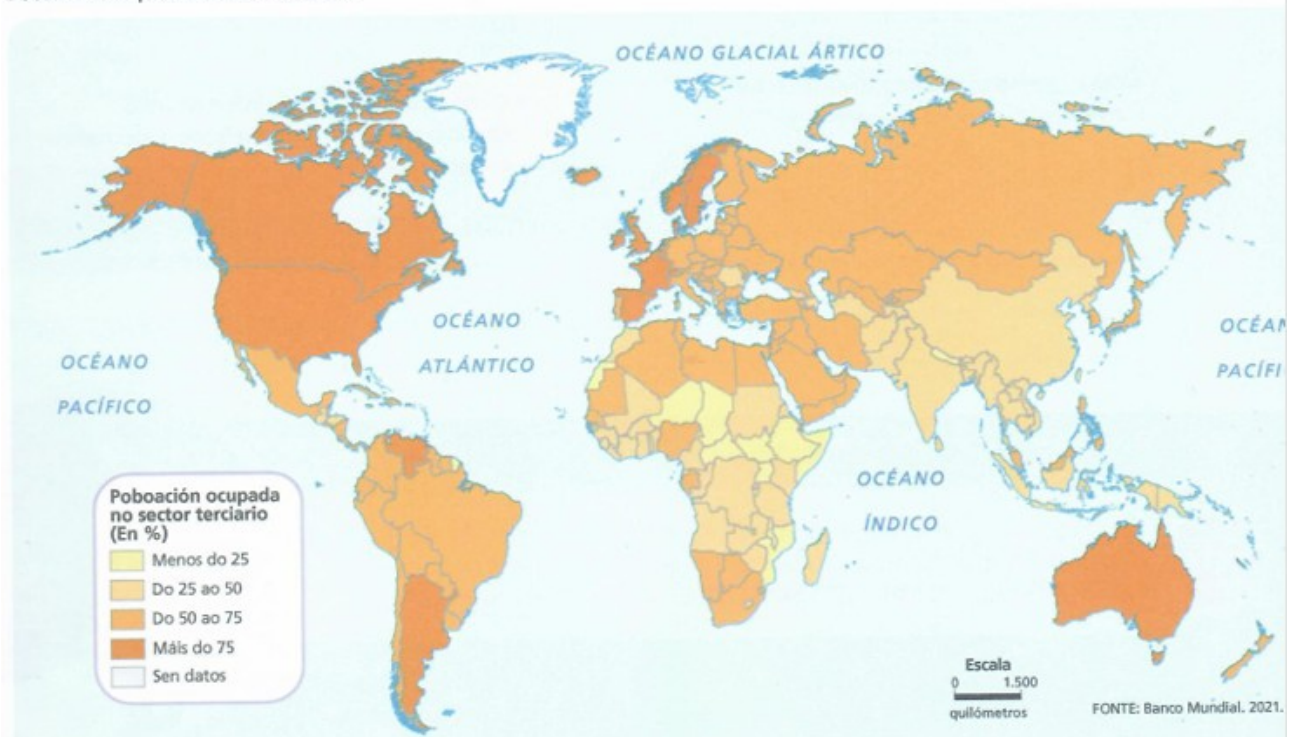 OCÉANO GLACIAL ÁRTICO
OCÉANO
ATLÁNTICO
OCÉANO
PACÍFICO
OCÉAN
PACÍFI
OCÉANO
ÍNDICO
Poboación ocupada
no sector terciario
(En %)
Menos do 25
Do 25 ao 50
Do 50 ao 75
Máis do 75
Sen datos
Escala
0 1.500
quilómetros
FONTE: Banco Mundial. 2021.